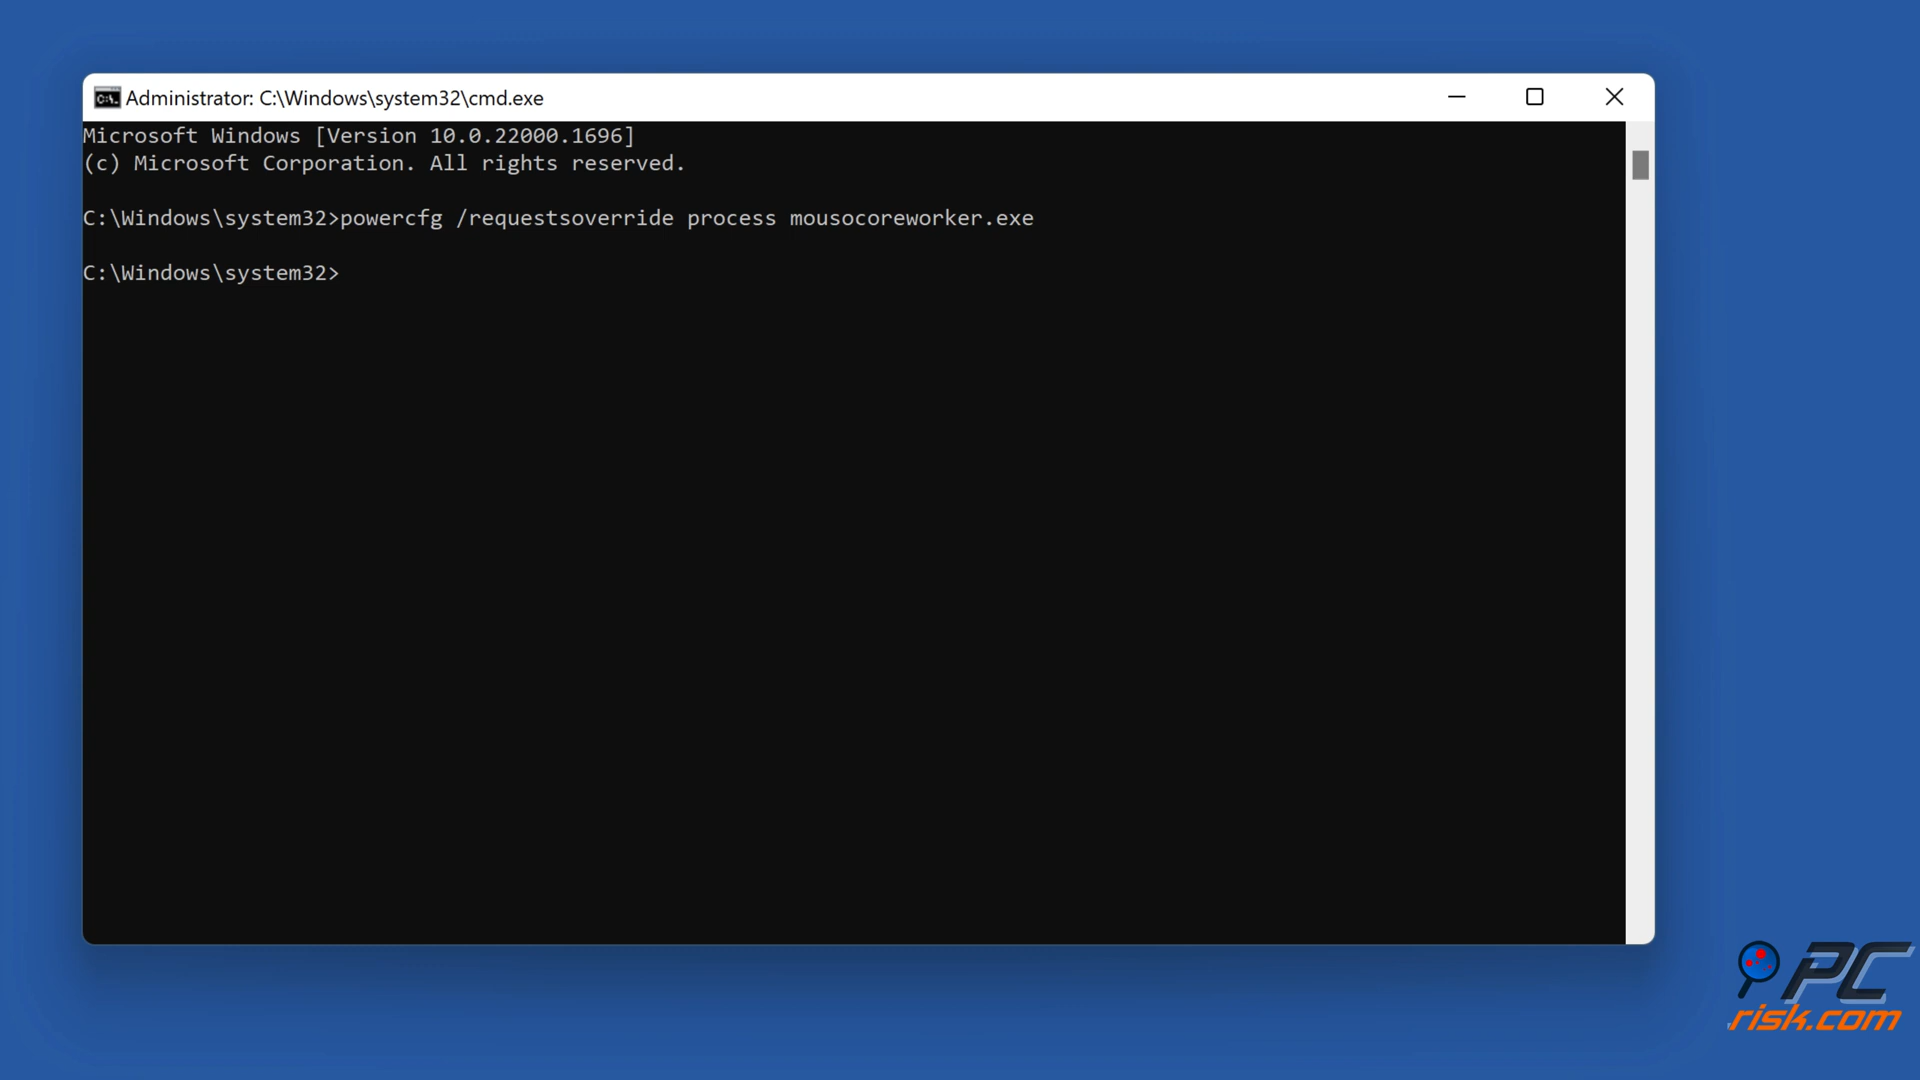 Administrator: C:\Windows\system32\cmd.exe
Microsoft Windows [Version 10.0.22000.1696]
(c) Microsoft Corporation. All rights reserved.
C:\Windows\system32>powercfg /requestsoverride process mousocoreworker.exe
C:\Windows\system32>
PC
risk.com